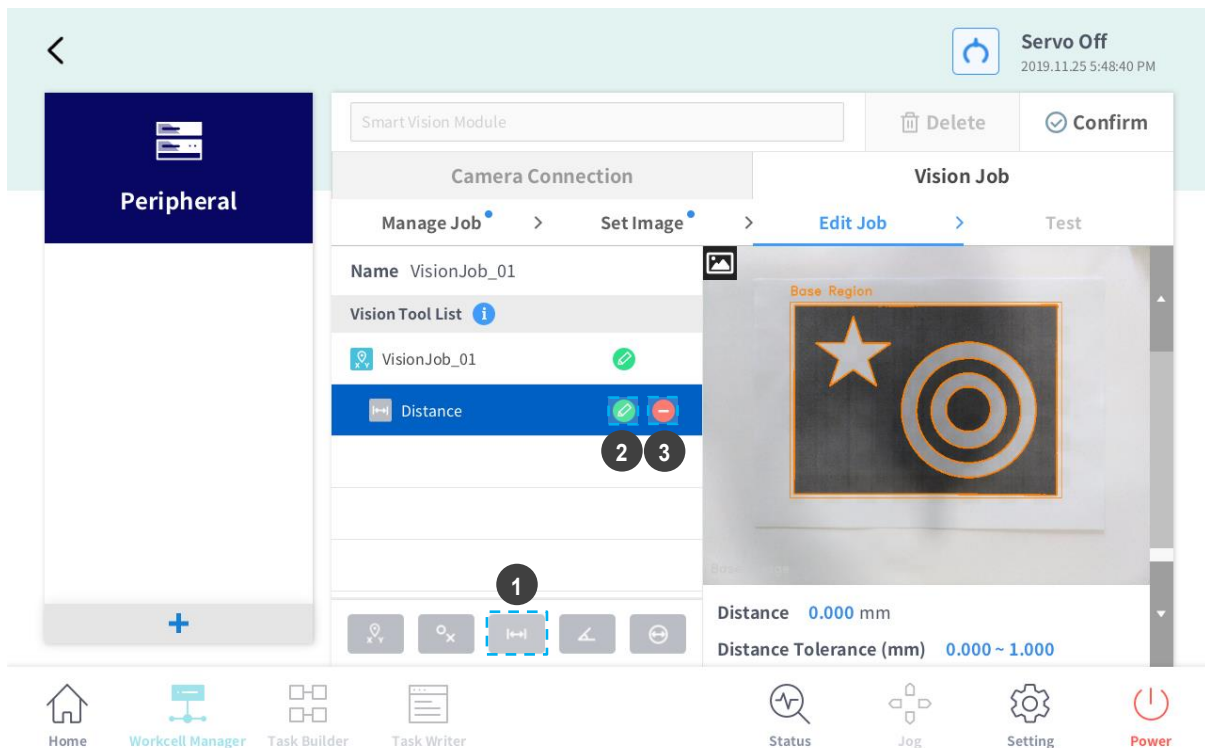 Servo Off
2019.11.25 5:48:40 PM
Peripheral
Smart Vision Module
Delete
Confirm
Camera Connection
Vision Job
Manage Job > Set Image > Edit Job > Test
Name VisionJob_01
Vision Tool List i
VisionJob_01
Distance
2 3
1
+
Base Region
Distance 0.000 mm
Distance Tolerance (mm) 0.000 ~ 1.000
Home
Workcell Manager
Task Builder
Task Writer
Status
Jog
Setting
Power